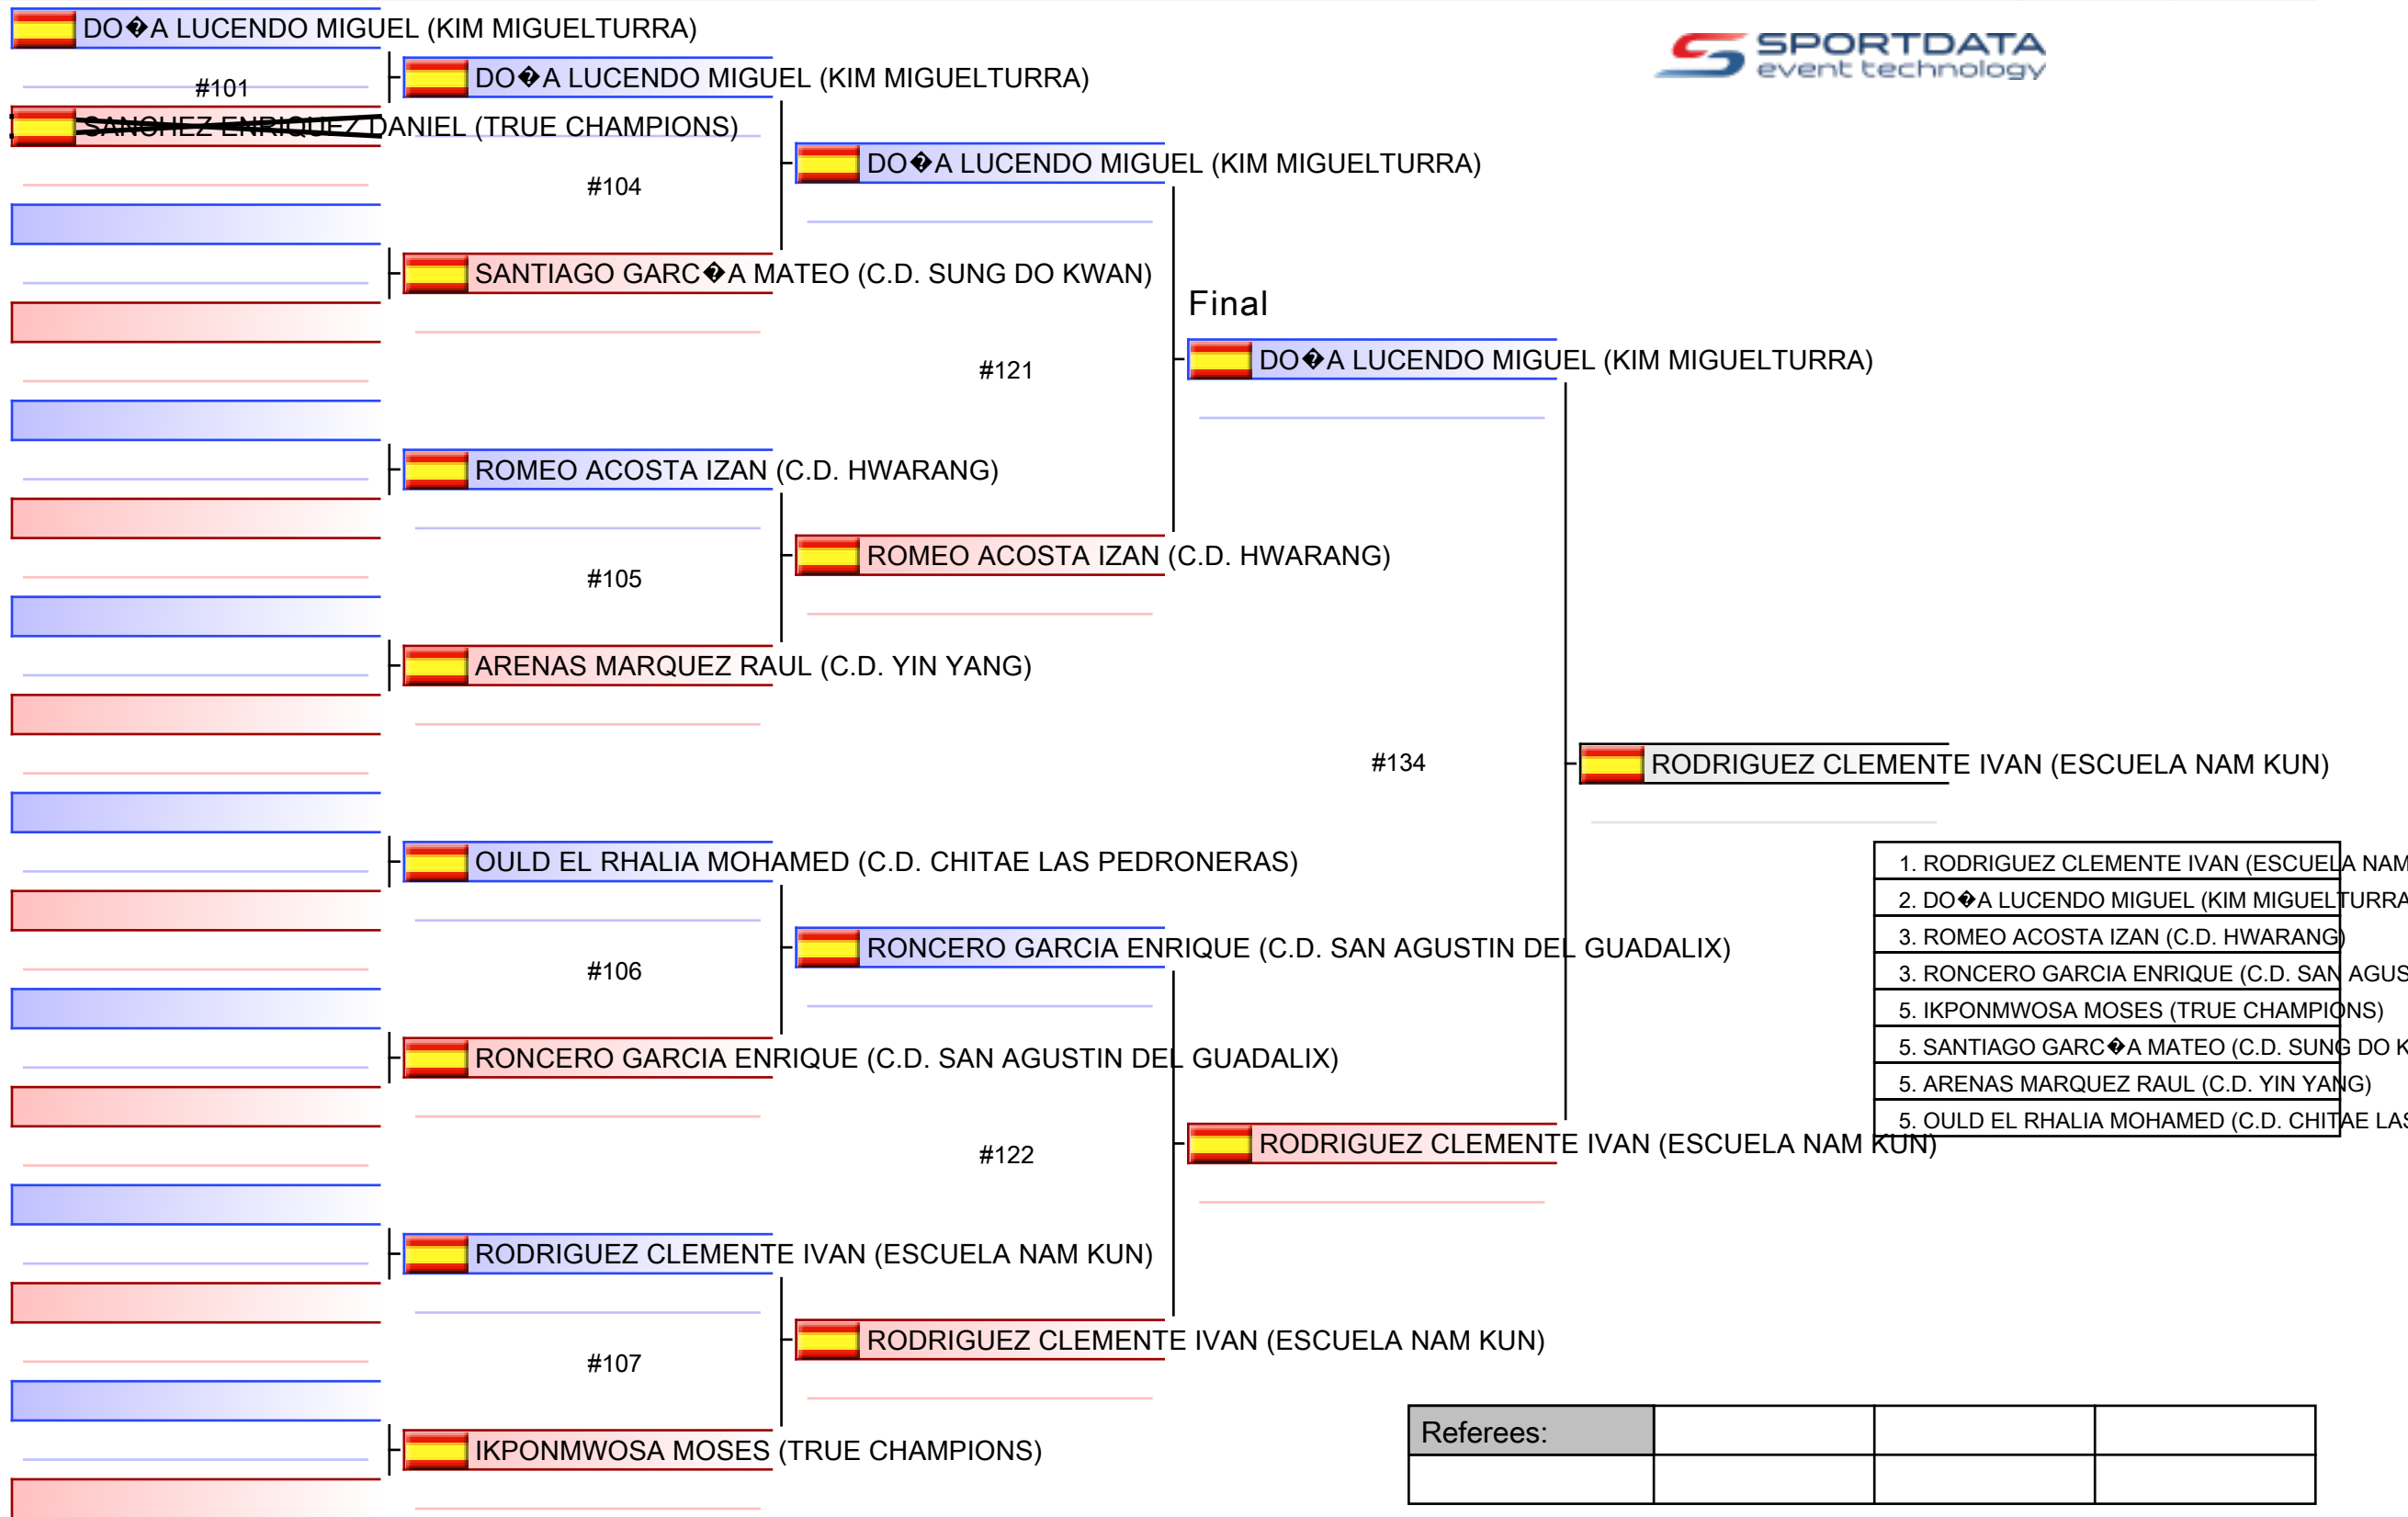 DO�A LUCENDO MIGUEL (KIM MIGUELTURRA)
#101
SANCHEZ ENRIQUEZ DANIEL (TRUE CHAMPIONS)
DO�A LUCENDO MIGUEL (KIM MIGUELTURRA)
#104
SANTIAGO GARC�A MATEO (C.D. SUNG DO KWAN)
ROMEO ACOSTA IZAN (C.D. HWARANG)
#105
ARENAS MARQUEZ RAUL (C.D. YIN YANG)
OULD EL RHALIA MOHAMED (C.D. CHITAE LAS PEDRONERAS)
#106
RONCERO GARCIA ENRIQUE (C.D. SAN AGUSTIN DEL GUADALIX)
RODRIGUEZ CLEMENTE IVAN (ESCUELA NAM KUN)
#107
IKPONMWOSA MOSES (TRUE CHAMPIONS)
DO�A LUCENDO MIGUEL (KIM MIGUELTURRA)
#121
ROMEO ACOSTA IZAN (C.D. HWARANG)
RONCERO GARCIA ENRIQUE (C.D. SAN AGUSTIN DEL GUADALIX)
#122
RODRIGUEZ CLEMENTE IVAN (ESCUELA NAM KUN)
Final
DO�A LUCENDO MIGUEL (KIM MIGUELTURRA)
#134
RODRIGUEZ CLEMENTE IVAN (ESCUELA NAM KUN)
SPORTDATA
event technology
RODRIGUEZ CLEMENTE IVAN (ESCUELA NAM KUN)
1. RODRIGUEZ CLEMENTE IVAN (ESCUELA NAM
2. DO�A LUCENDO MIGUEL (KIM MIGUELTURRA
3. ROMEO ACOSTA IZAN (C.D. HWARANG)
3. RONCERO GARCIA ENRIQUE (C.D. SAN AGUS
5. IKPONMWOSA MOSES (TRUE CHAMPIONS)
5. SANTIAGO GARC�A MATEO (C.D. SUNG DO K
5. ARENAS MARQUEZ RAUL (C.D. YIN YANG)
5. OULD EL RHALIA MOHAMED (C.D. CHITAE LAS
Referees: